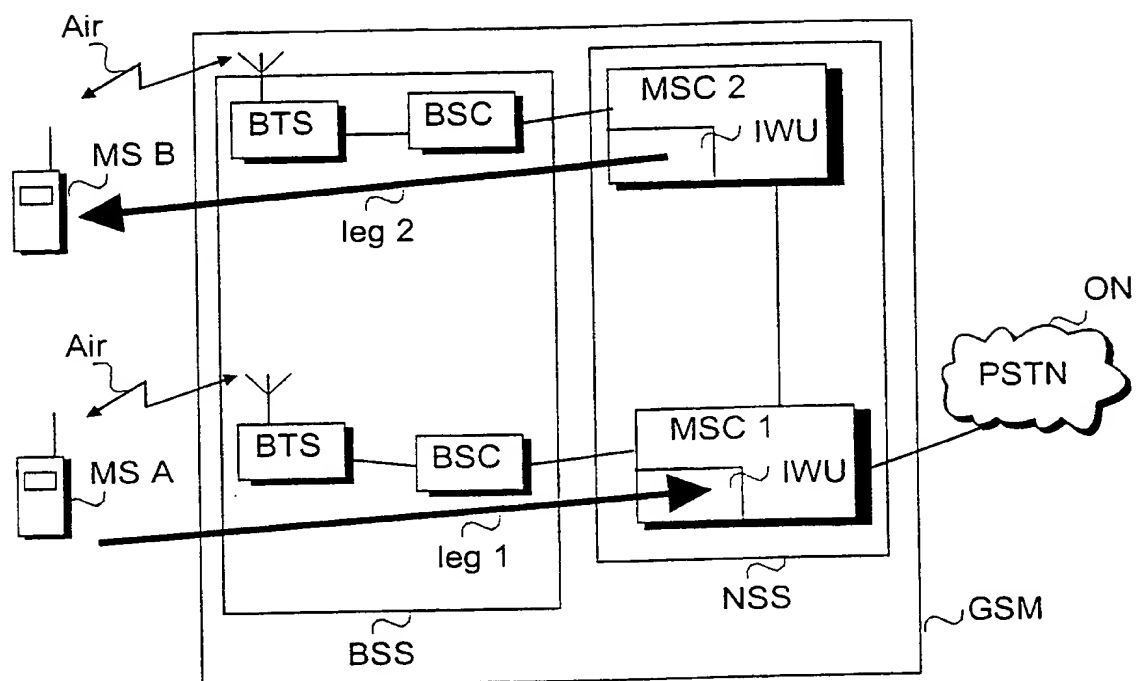 Air
BTS
BSC
MSC 2
IWU
MS B
leg 2
ON
PSTN
Air
BTS
BSC
MSC 1
IWU
MS A
leg 1
NSS
GSM
BSS